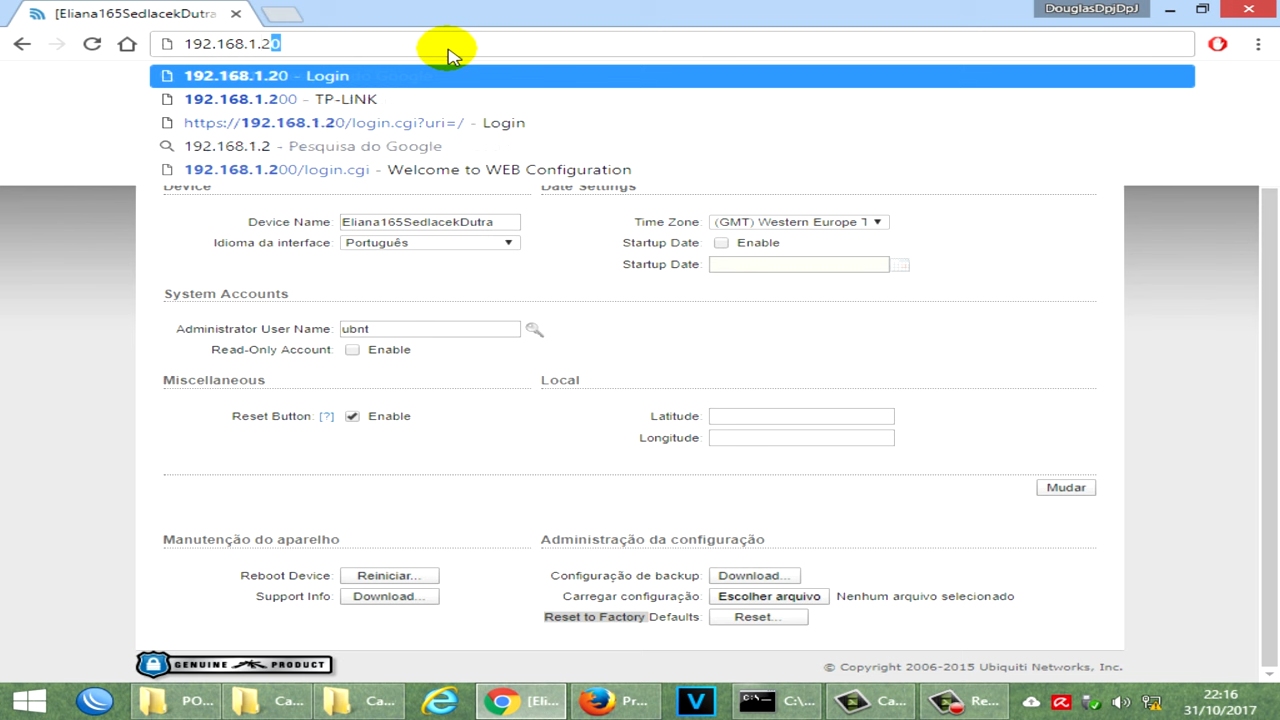 [Eliana165SedlacekDutra
DouglasDpjDpJ
192.168.1.20
192.168.1.20 - Login
192.168.1.200 - TP-LINK
https://192.168.1.20/login.cgi?uri=/ - Login
192.168.1.2 - Pesquisa do Google
192.168.1.200/login.cgi - Welcome to WEB Configuration
Device
Date Settings
Device Name: Eliana165SedlacekDutra
Time Zone: (GMT) Western Europe T
Idioma da interface: Português
Startup Date: Enable
Startup Date:
System Accounts
Administrator User Name: ubnt
Read-Only Account: Enable
Miscellaneous
Local
Reset Button: [?] Enable
Latitude:
Longitude:
Mudar
Manutenção do aparelho
Administração da configuração
Reboot Device: Reiniciar...
Configuração de backup: Download...
Support Info: Download...
Carregar configuração: Escolher arquivo Nenhum arquivo selecionado
Reset to Factory Defaults: Reset...
GENUINE PRODUCT
© Copyright 2006-2015 Ubiquiti Networks, Inc.
PO...
Ca...
Ca...
[Eli...
Pr...
V
C:\...
Ca...
Re...
22:16
31/10/2017